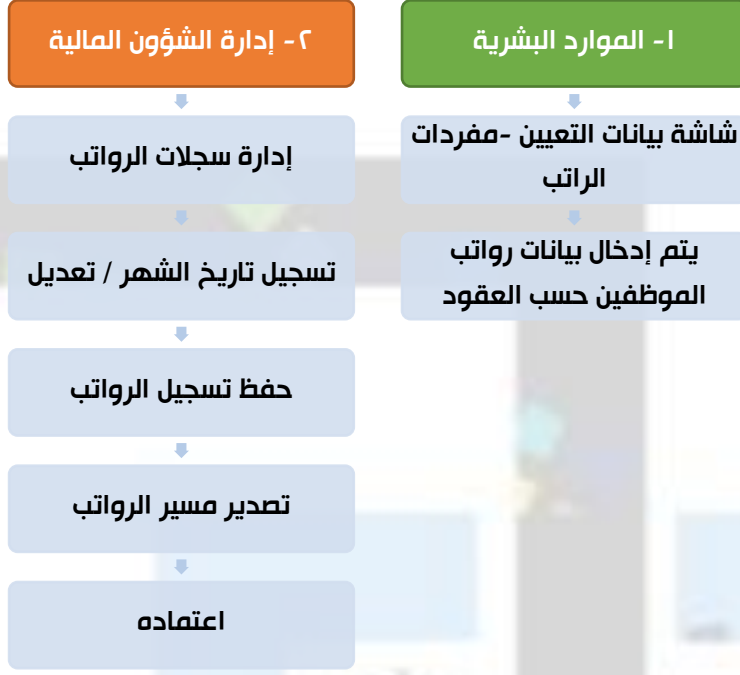 ١- الموارد البشرية
شاشة بيانات التعيين -مفردات
الراتب
يتم إدخال بيانات رواتب
الموظفين حسب العقود
٢- إدارة الشؤون المالية
إدارة سجلات الرواتب
تسجيل تاريخ الشهر / تعديل
حفظ تسجيل الرواتب
تصدير مسير الرواتب
اعتماده